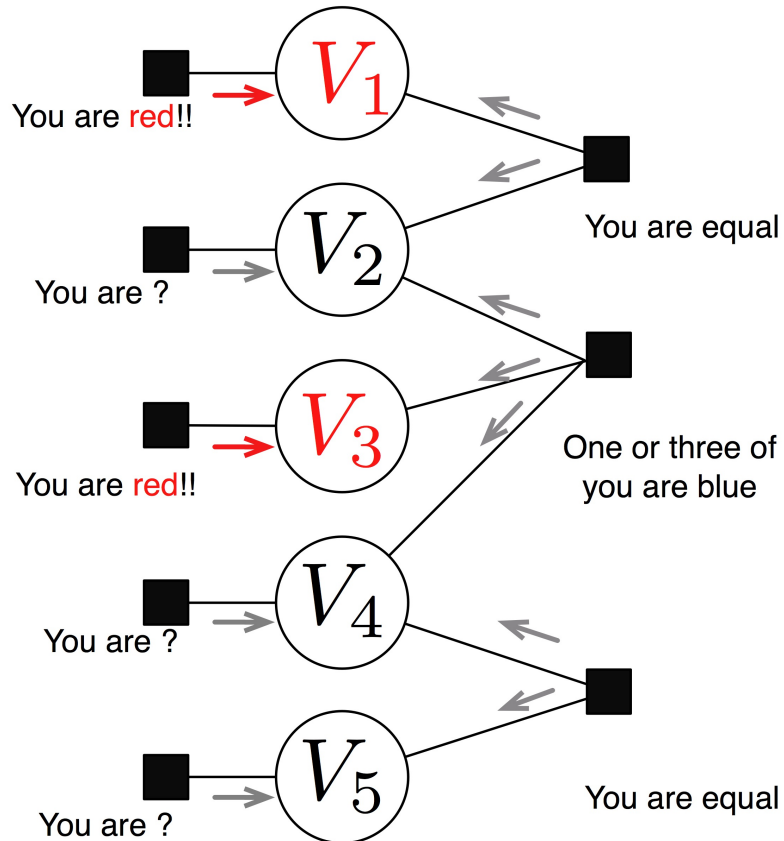 V1
You are red!!
You are equal
V2
You are ?
V3
You are red!!
One or three of
you are blue
V4
You are ?
V5
You are equal
You are ?